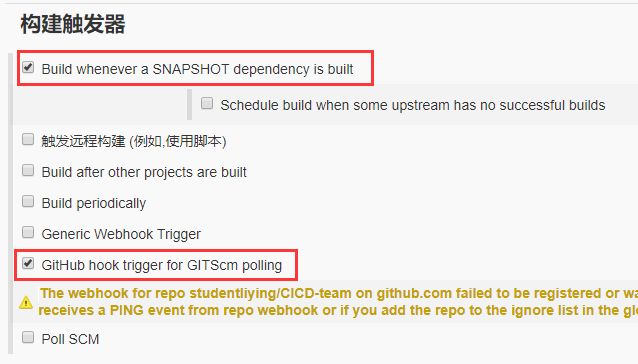 构建触发器
Build whenever a SNAPSHOT dependency is built
Schedule build when some upstream has no successful builds
触发远程构建 (例如,使用脚本)
Build after other projects are built
Build periodically
Generic Webhook Trigger
GitHub hook trigger for GITScm polling
The webhook for repo studentliying/CICD-team on github.com failed to be registered or
receives a PING event from repo webhook or if you add the repo to the ignore list in the
Poll SCM